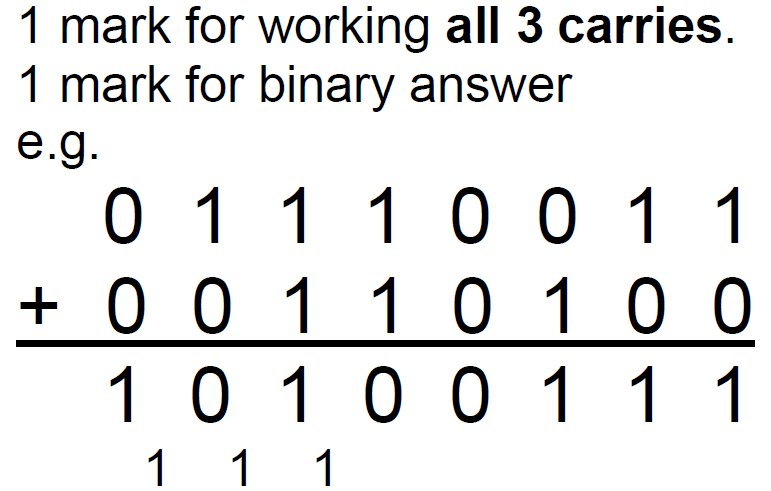 1 mark for working all 3 carries.
1 mark for binary answer
e.g.
0 1 1 1 0 0 1 1
+ 0 0 1 1 0 1 0 0
1 0 1 0 0 1 1 1
1 1 1